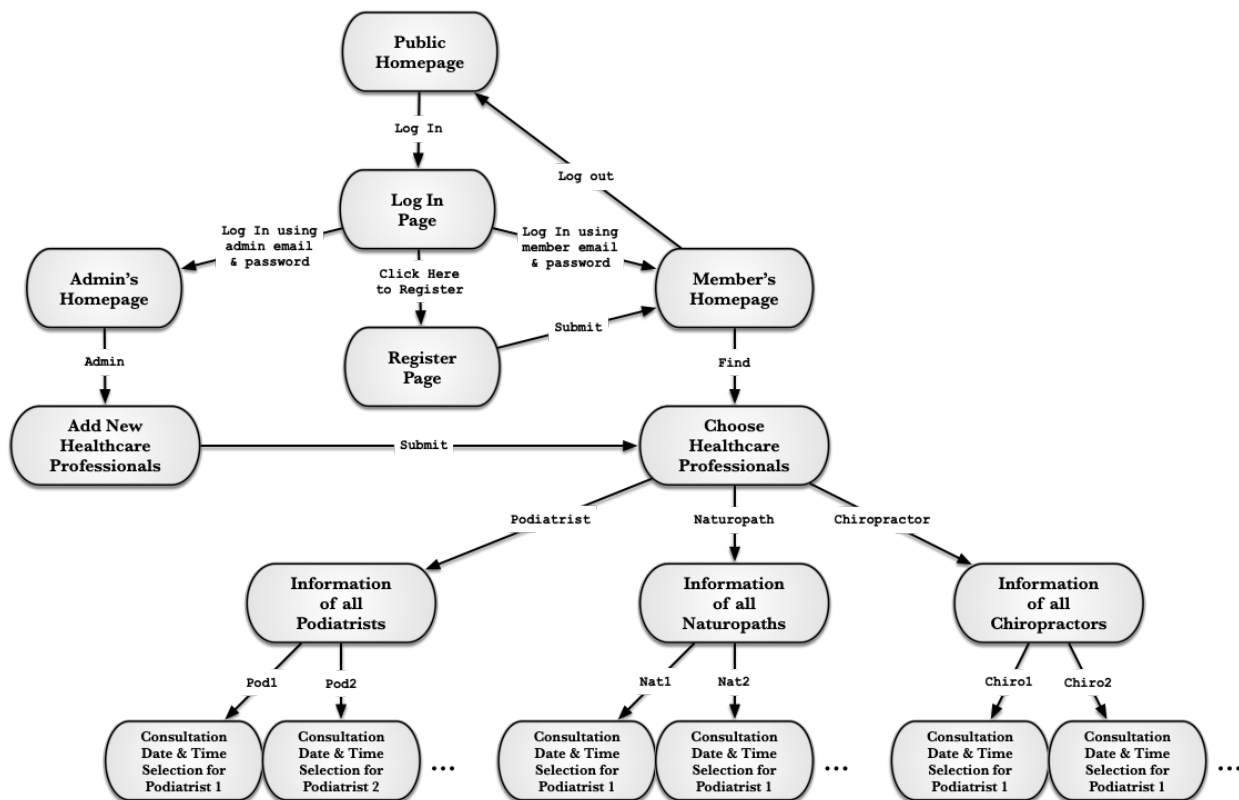 Public
Homepage
Log In
Log out
Log In
Page
Log In using
admin email
& password
Log In using
member email
& password
Click Here
to Register
Admin's
Homepage
Member's
Homepage
Submit
Register
Page
Admin
Find
Add New
Healthcare
Professionals
Submit
Choose
Healthcare
Professionals
Podiatrist
Naturopath
Chiropractor
Information
of all
Podiatrists
Information
of all
Naturopaths
Information
of all
Chiropractors
Pod1
Pod2
Nat1
Nat2
Chiro1
Chiro2
Consultation
Date & Time
Selection for
Podiatrist 1
Consultation
Date & Time
Selection for
Podiatrist 2
...
Consultation
Date & Time
Selection for
Podiatrist 1
Consultation
Date & Time
Selection for
Podiatrist 1
...
Consultation
Date & Time
Selection for
Podiatrist 1
Consultation
Date & Time
Selection for
Podiatrist 1
...